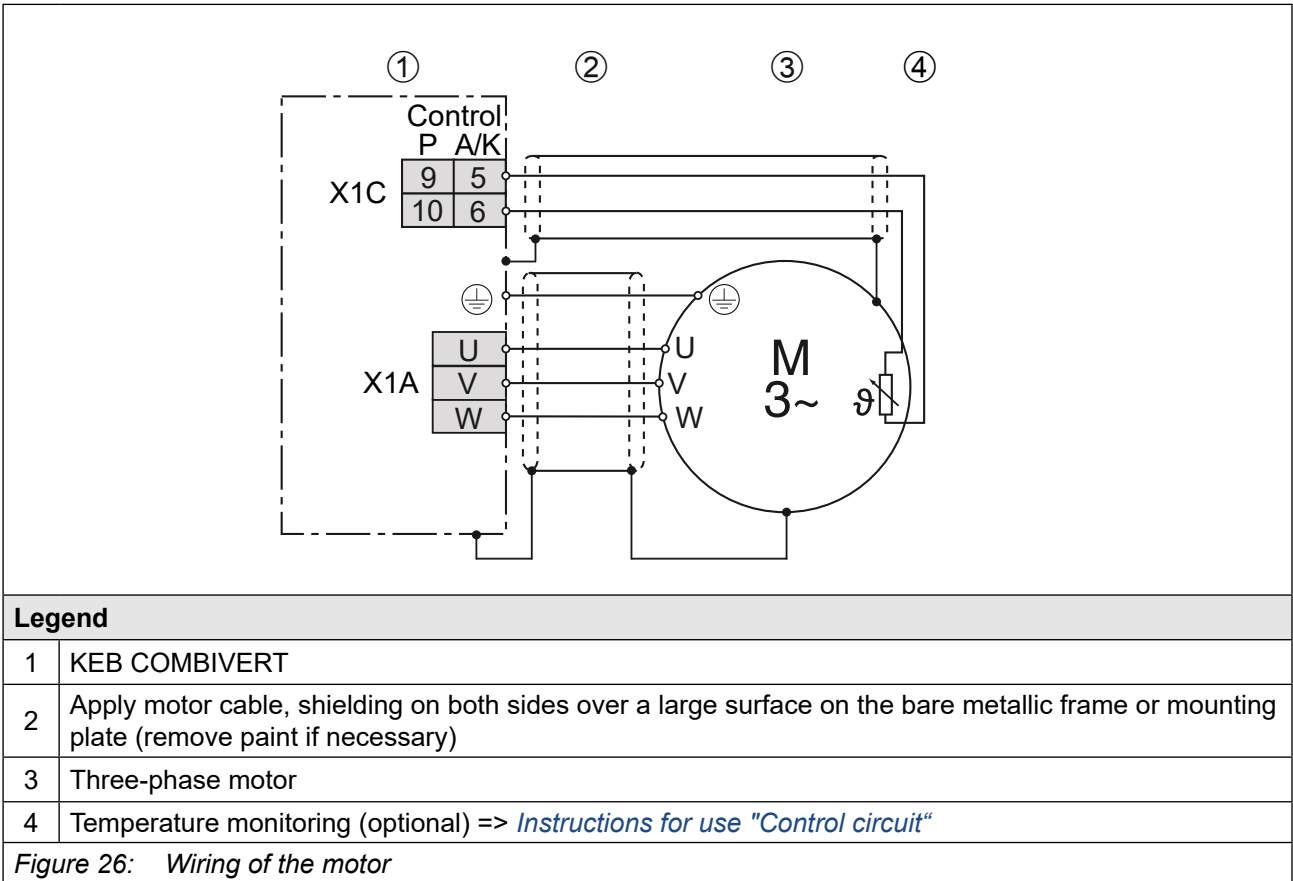 ① ② ③ ④
Control
P A/K
X1C 9 5
10 6
U U
X1A V V
W W
M
3~ ϑ
Legend
1 KEB COMBIVERT
2 Apply motor cable, shielding on both sides over a large surface on the bare metallic frame or mounting
plate (remove paint if necessary)
3 Three-phase motor
4 Temperature monitoring (optional) => Instructions for use "Control circuit“
Figure 26: Wiring of the motor